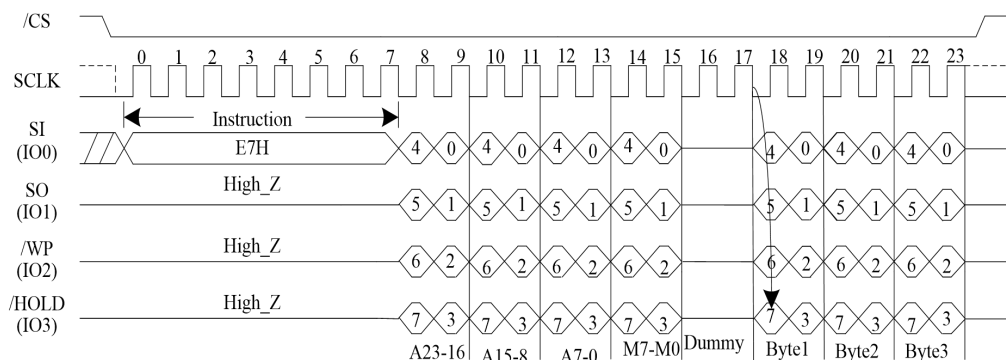 /CS
0 1 2 3 4 5 6 7 8 9 10 11 12 13 14 15 16 17 18 19 20 21 22 23
SCLK
Instruction
SI
(IO0)
E7H
4 0 4 0 4 0 4 0 4 0 4 0 4 0
High_Z
SO
(IO1)
5 1 5 1 5 1 5 1 5 1 5 1 5 1
High_Z
/WP
(IO2)
6 2 6 2 6 2 6 2 6 2 6 2 6 2
High_Z
/HOLD
(IO3)
7 3 7 3 7 3 7 3 7 3 7 3 7 3
A23-16 A15-8 A7-0 M7-M0 Dummy Byte1 Byte2 Byte3